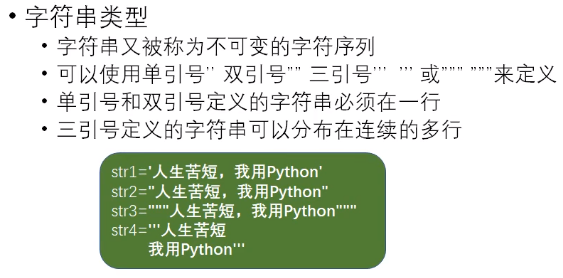 • 字符串类型
• 字符串又被称为不可变的字符序列
• 可以使用单引号'' 双引号"" 三引号''' ''' 或""" """来定义
• 单引号和双引号定义的字符串必须在一行
• 三引号定义的字符串可以分布在连续的多行
str1='人生苦短，我用Python'
str2="人生苦短，我用Python"
str3="""人生苦短，我用Python"""
str4='''人生苦短
我用Python'''